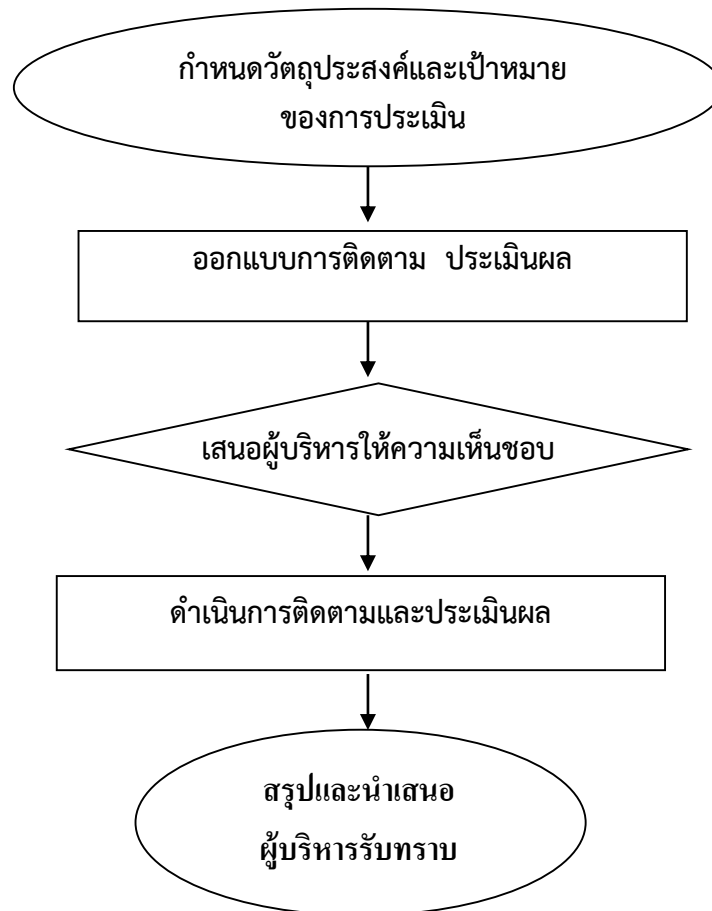 กำหนดวัตถุประสงค์และเป้าหมาย
ของการประเมิน
ออกแบบการติดตาม ประเมินผล
เสนอผู้บริหารให้ความเห็นชอบ
ดำเนินการติดตามและประเมินผล
สรุปและนำเสนอ
ผู้บริหารรับทราบ